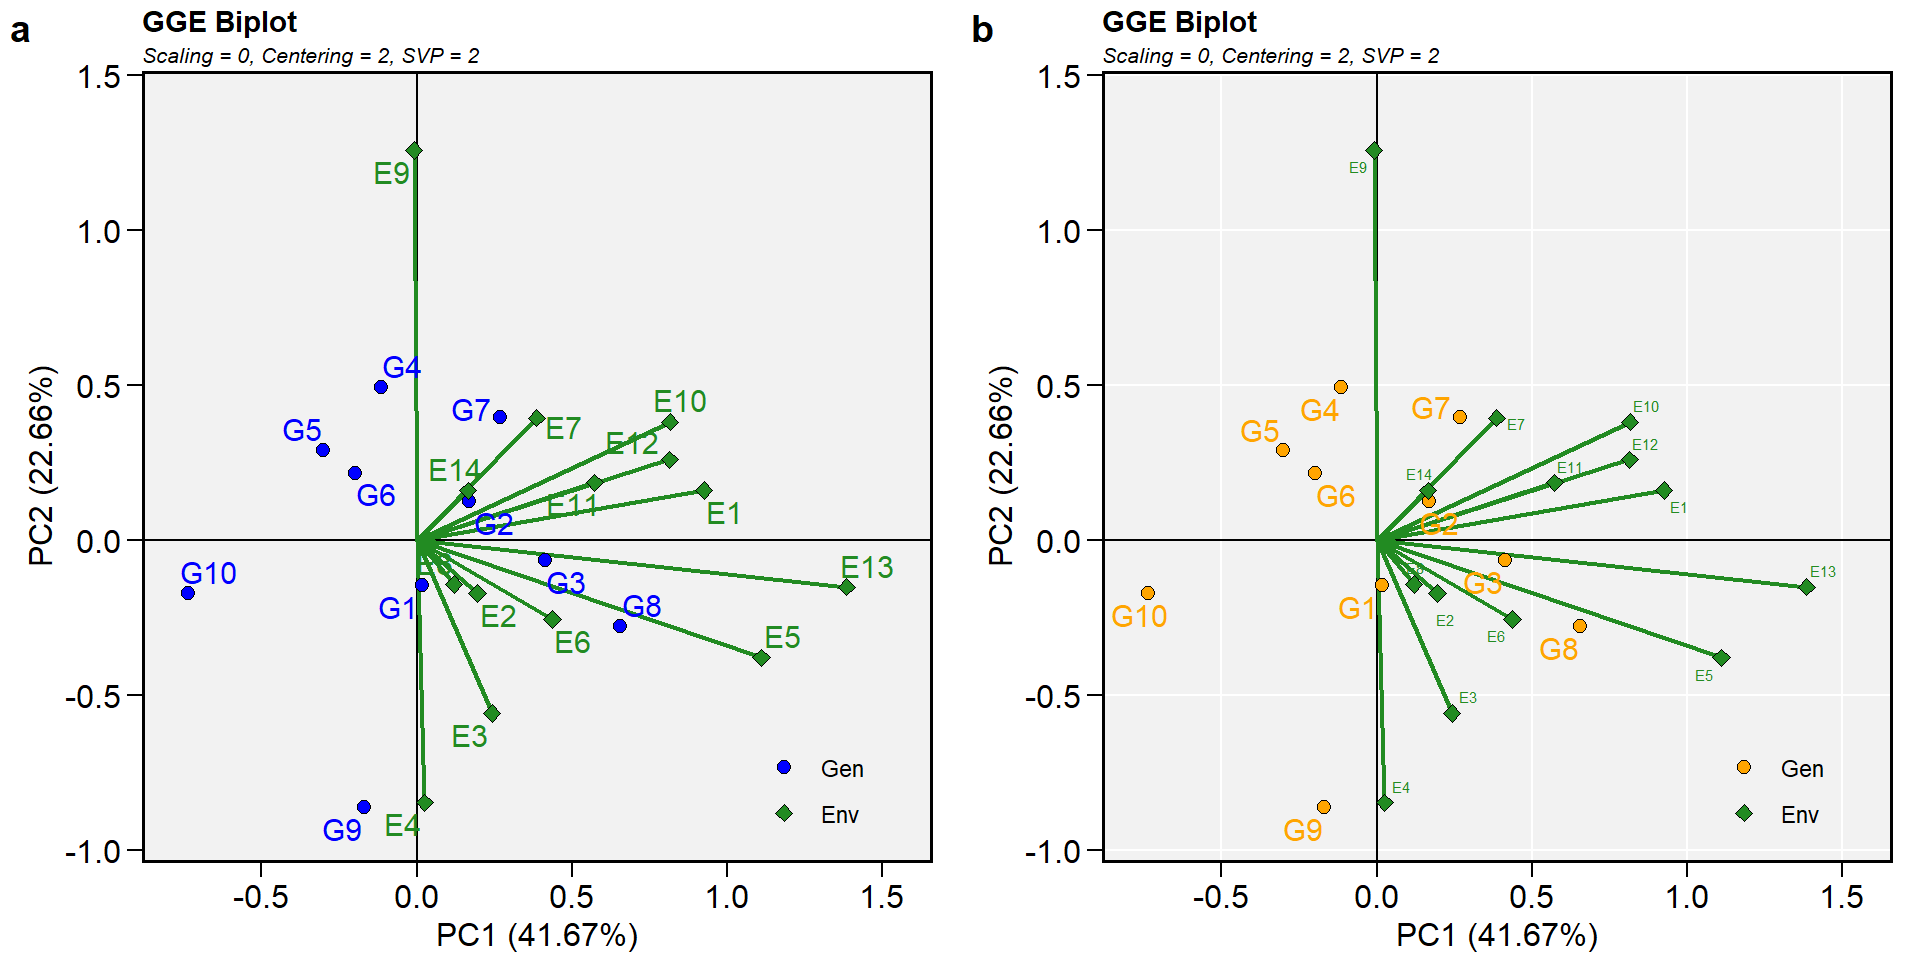 a
GGE Biplot
Scaling = 0, Centering = 2, SVP = 2
1.5
1.0
0.5
0.0
-0.5
-1.0
PC2 (22.66%)
E9
G4
G7
E7
E10
G5
E12
E14
G6
E11
G2
E1
G10
G3
E13
G1
E2
G8
E6
E5
E3
G9
E4
Gen
Env
-0.5
0.0
0.5
1.0
1.5
PC1 (41.67%)
b
GGE Biplot
Scaling = 0, Centering = 2, SVP = 2
1.5
1.0
0.5
0.0
-0.5
-1.0
PC2 (22.66%)
E9
G4
G7
E7
E10
G5
E12
E14
E11
G6
G2
E1
E8
E13
G3
G10
G1
E2
E6
G8
E5
E3
E4
G9
Gen
Env
-0.5
0.0
0.5
1.0
1.5
PC1 (41.67%)